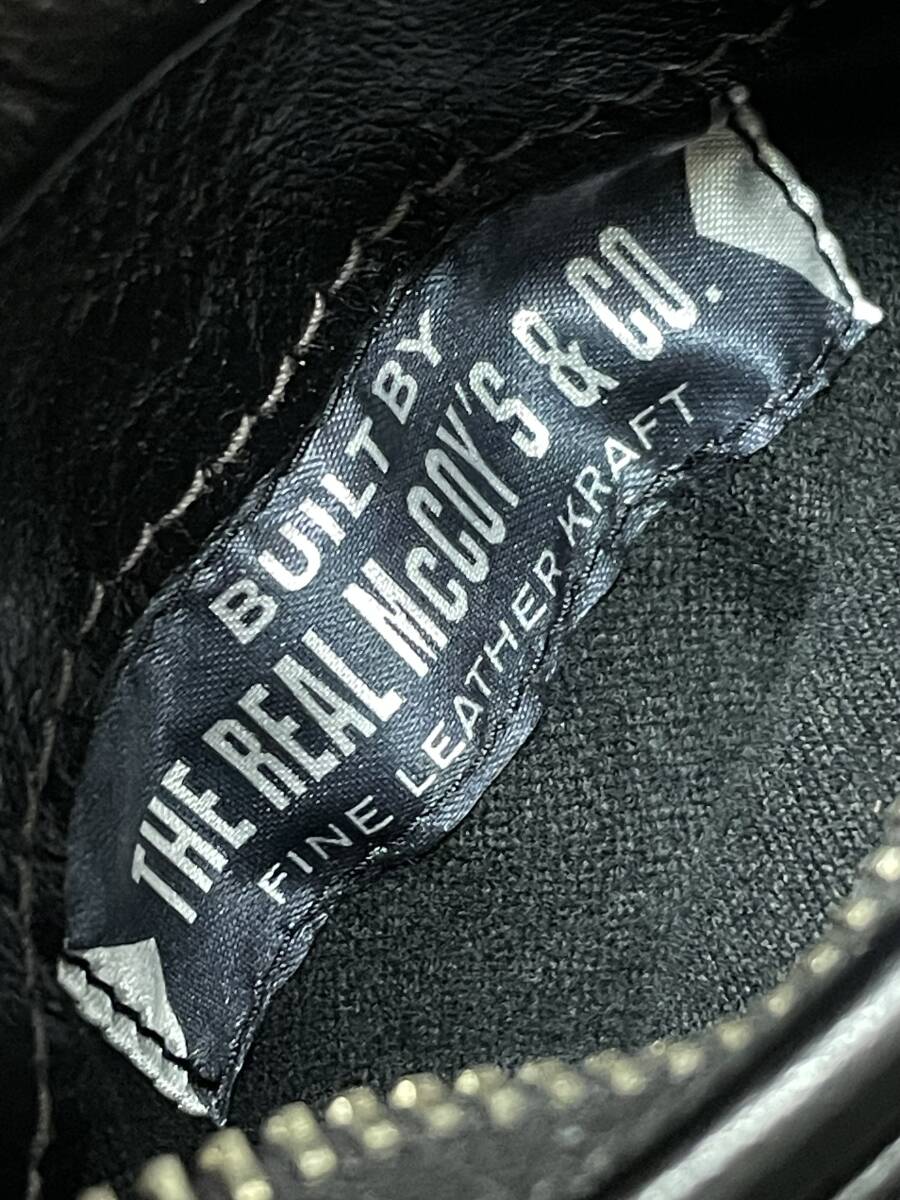 BUILT BY
THE REAL McCOY'S & CO.
FINE LEATHER KRAFT